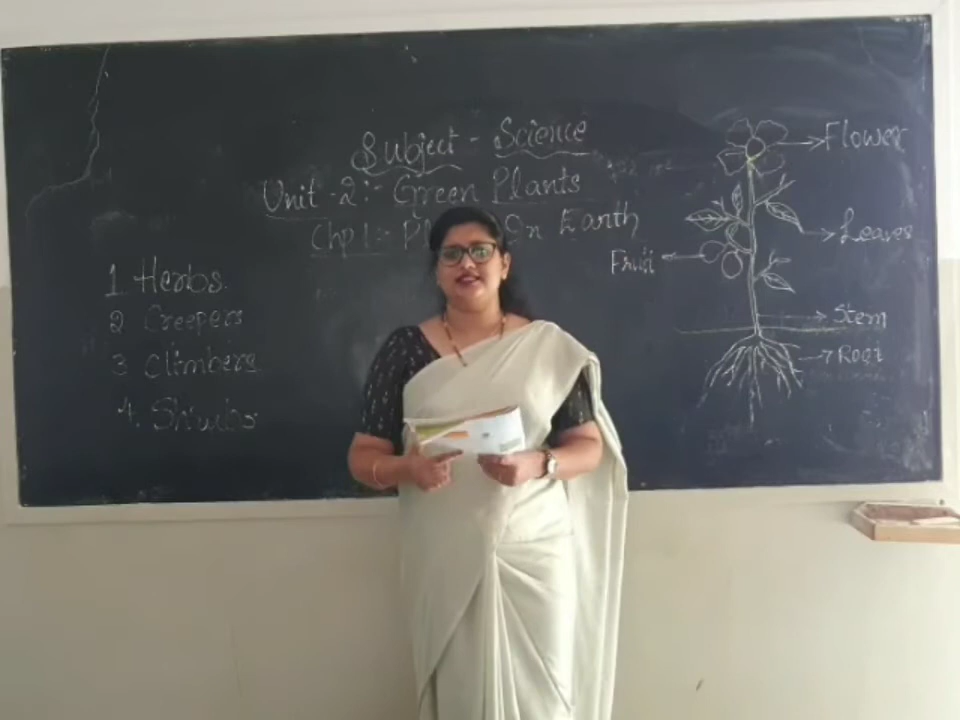 Subject - Science
Unit - 2 :- Green Plants
Chp 1 :- On Earth
1 Herbs
2 Creepers
3 Climbers
4. Shrubs
Flower
Leaves
Fruit
Stem
Root